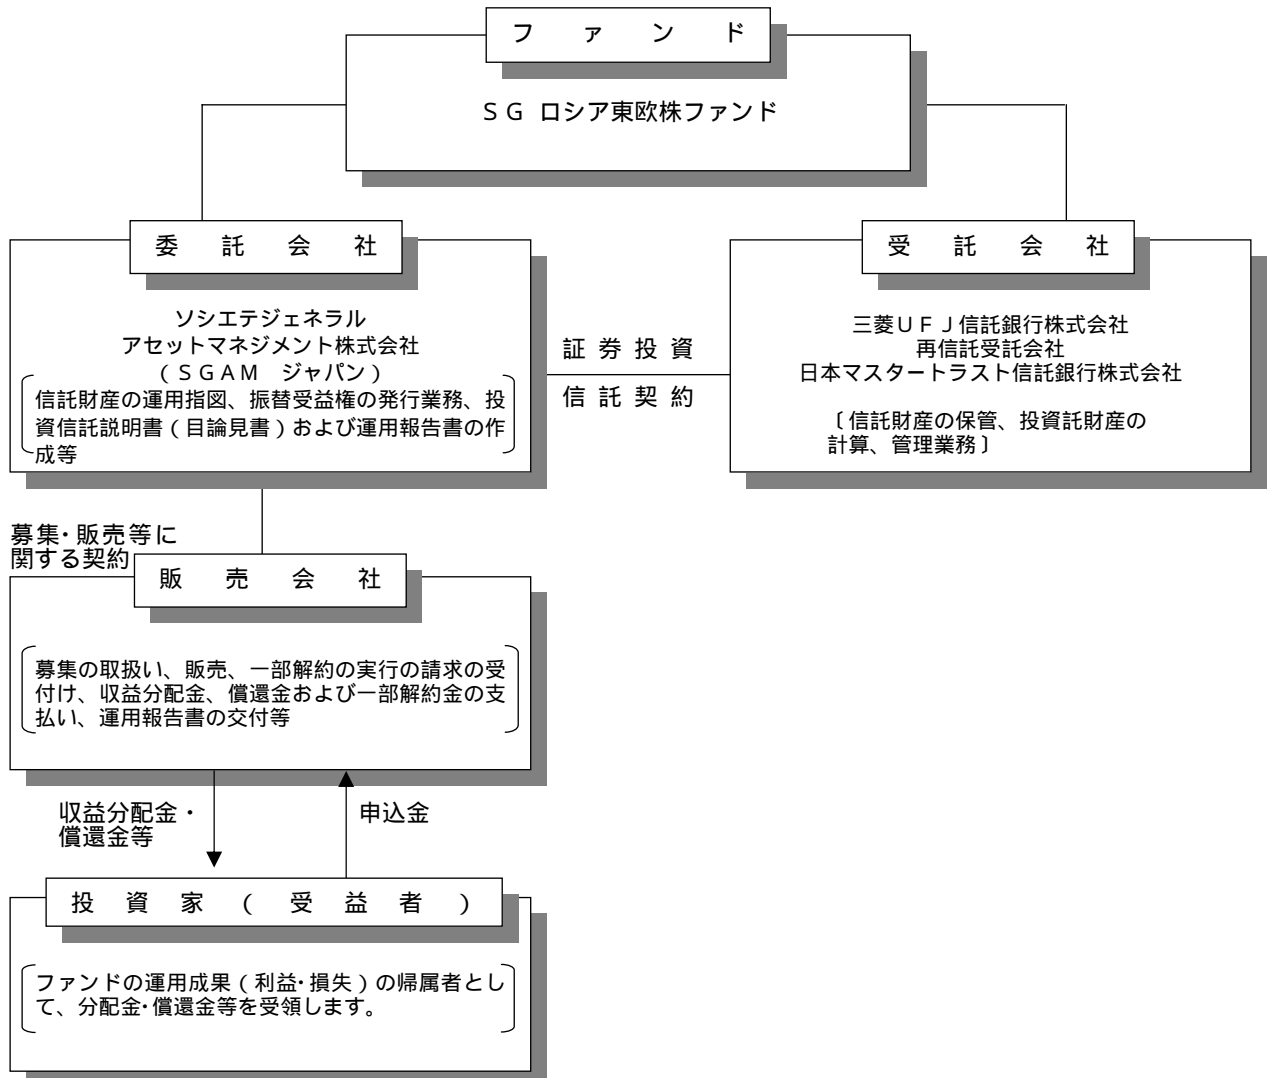 ファンド
ＳＧ ロシア東欧株ファンド
委託会社
ソシエテジェネラル
アセットマネジメント株式会社
（ＳＧＡＭ　ジャパン）
信託財産の運用指図、振替受益権の発行業務、投
資信託説明書（目論見書）および運用報告書の作
成等
証券投資
信託契約
受託会社
三菱ＵＦＪ信託銀行株式会社
再信託受託会社
日本マスタートラスト信託銀行株式会社
〔信託財産の保管、投資託財産の
計算、管理業務〕
募集・販売等に
関する契約
販売会社
募集の取扱い、販売、一部解約の実行の請求の受
付け、収益分配金、償還金および一部解約金の支
払い、運用報告書の交付等
収益分配金・
償還金等
申込金
投資家（受益者）
ファンドの運用成果（利益・損失）の帰属者とし
て、分配金・償還金等を受領します。